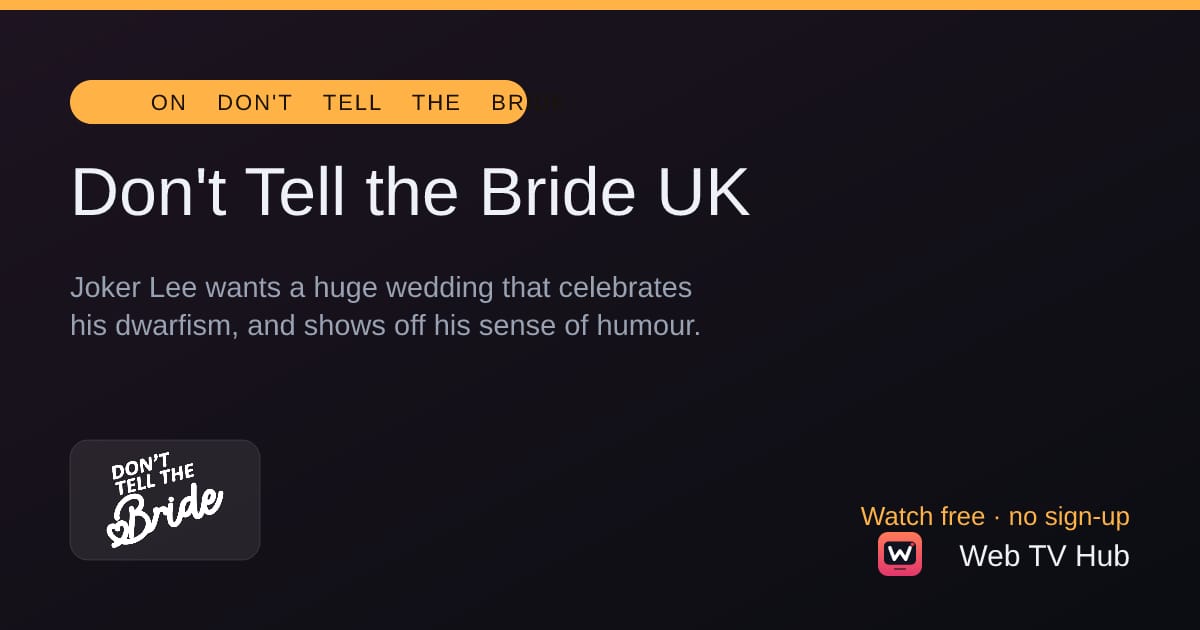 ON DON'T TELL THE BRIDE
Don't Tell the Bride UK
Joker Lee wants a huge wedding that celebrates
his dwarfism, and shows off his sense of humour.
DON'T
TELL THE
Bride
Watch free · no sign-up
W
Web TV Hub